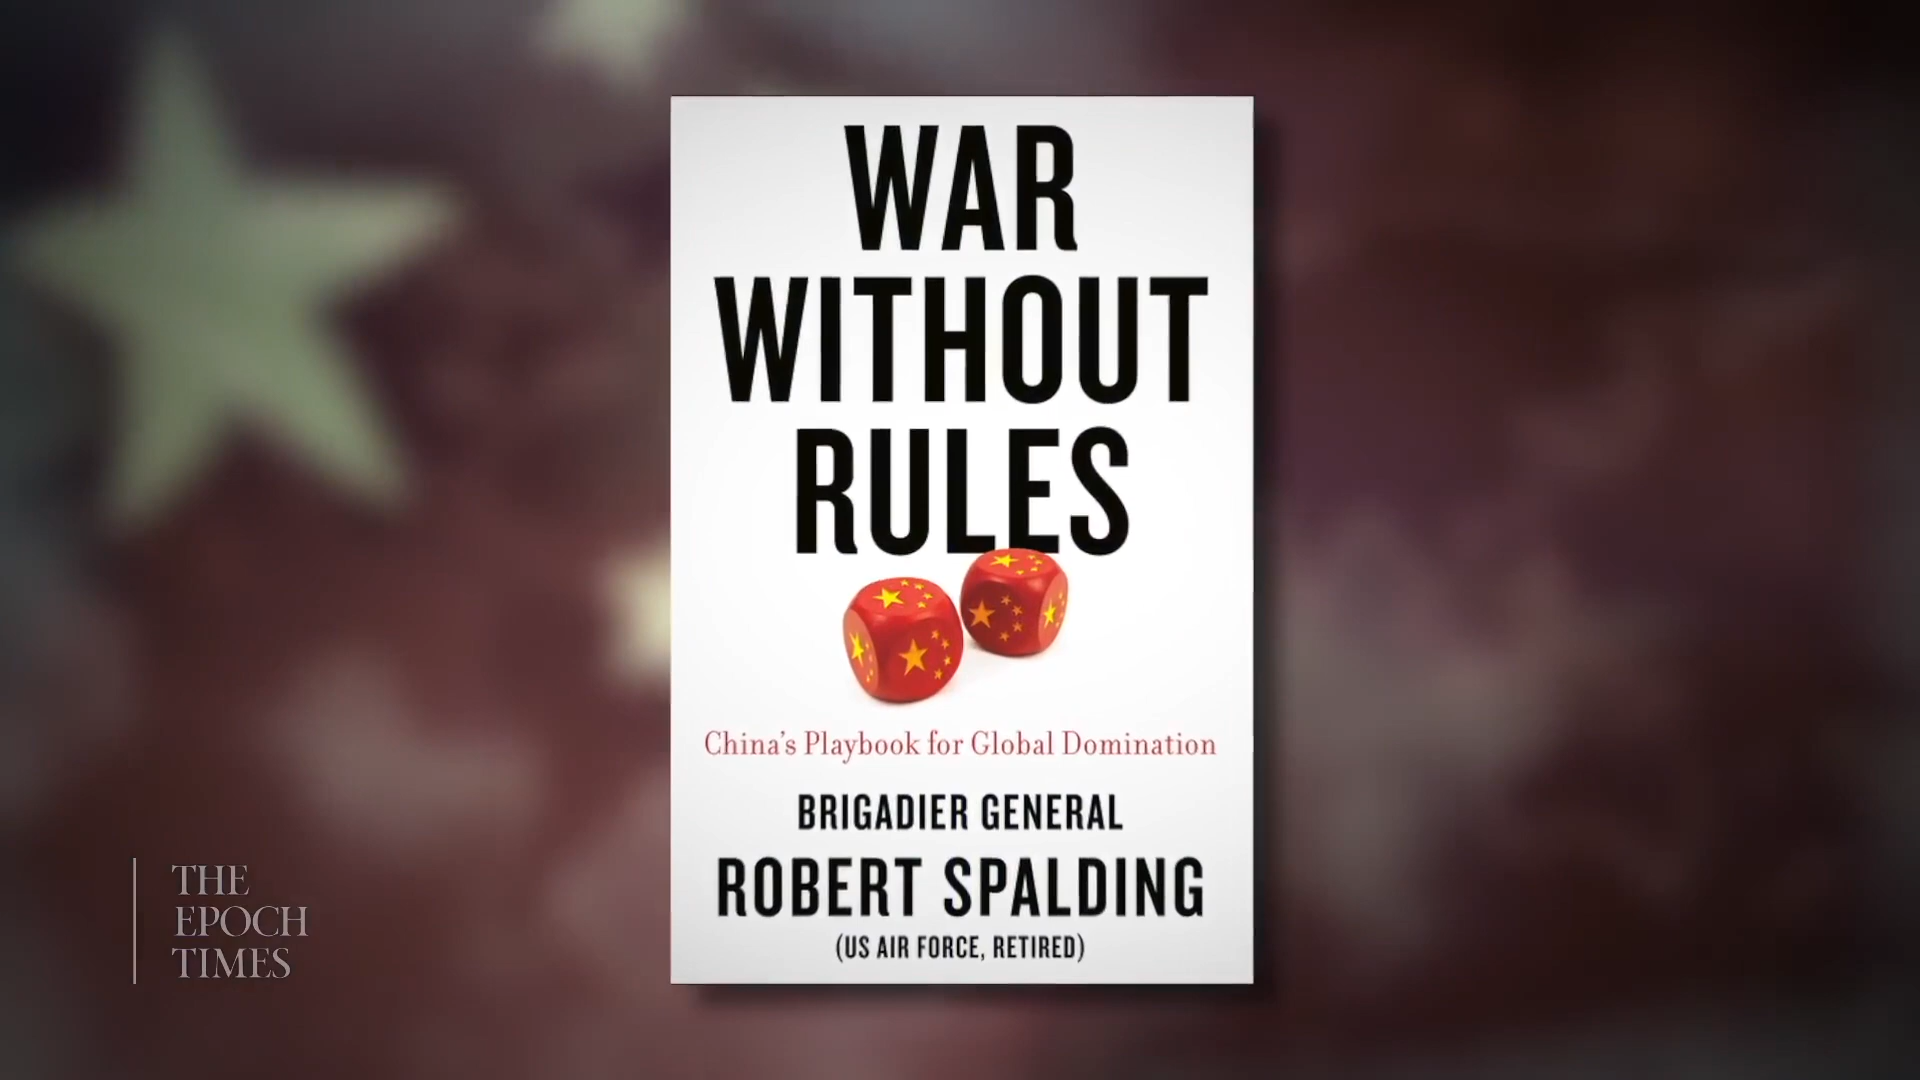 WAR
WITHOUT
RULES
China's Playbook for Global Domination
BRIGADIER GENERAL
ROBERT SPALDING
(US AIR FORCE, RETIRED)
THE
EPOCH
TIMES